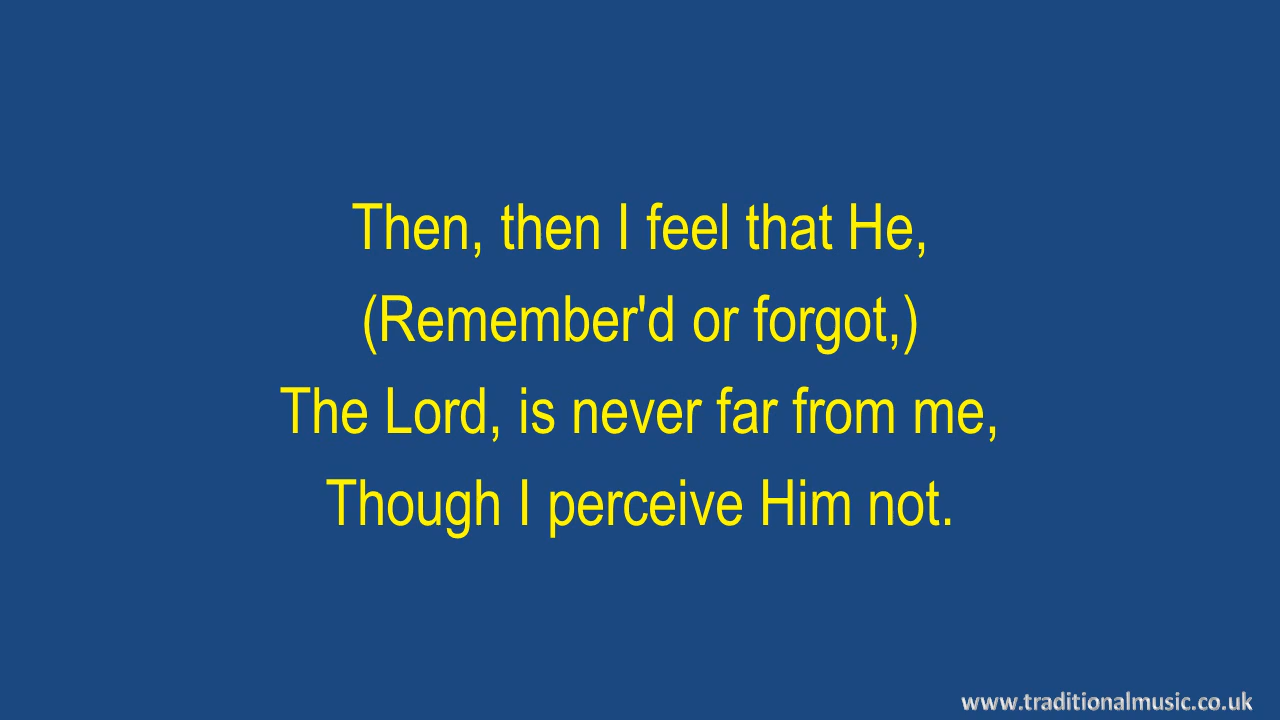 Then, then I feel that He,
(Remember'd or forgot,)
The Lord, is never far from me,
Though I perceive Him not.
www.traditionalmusic.co.uk